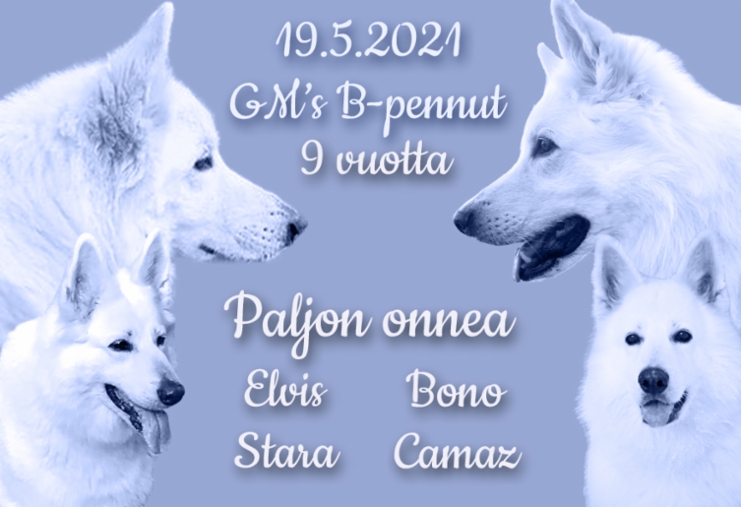 19.5.2021
GM's B-pennut
9 vuotta
Paljon onnea
Elvis Bono
Stara Camaz